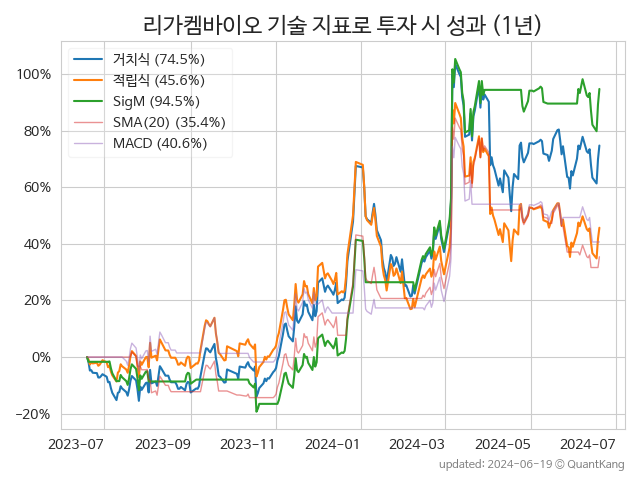 리가켐바이오 기술 지표로 투자 시 성과 (1년)
거치식 (74.5%)
적립식 (45.6%)
SigM (94.5%)
SMA(20) (35.4%)
MACD (40.6%)
100%
80%
60%
40%
20%
0%
−20%
2023-07 2023-09 2023-11 2024-01 2024-03 2024-05 2024-07
updated: 2024-06-19 © QuantKang